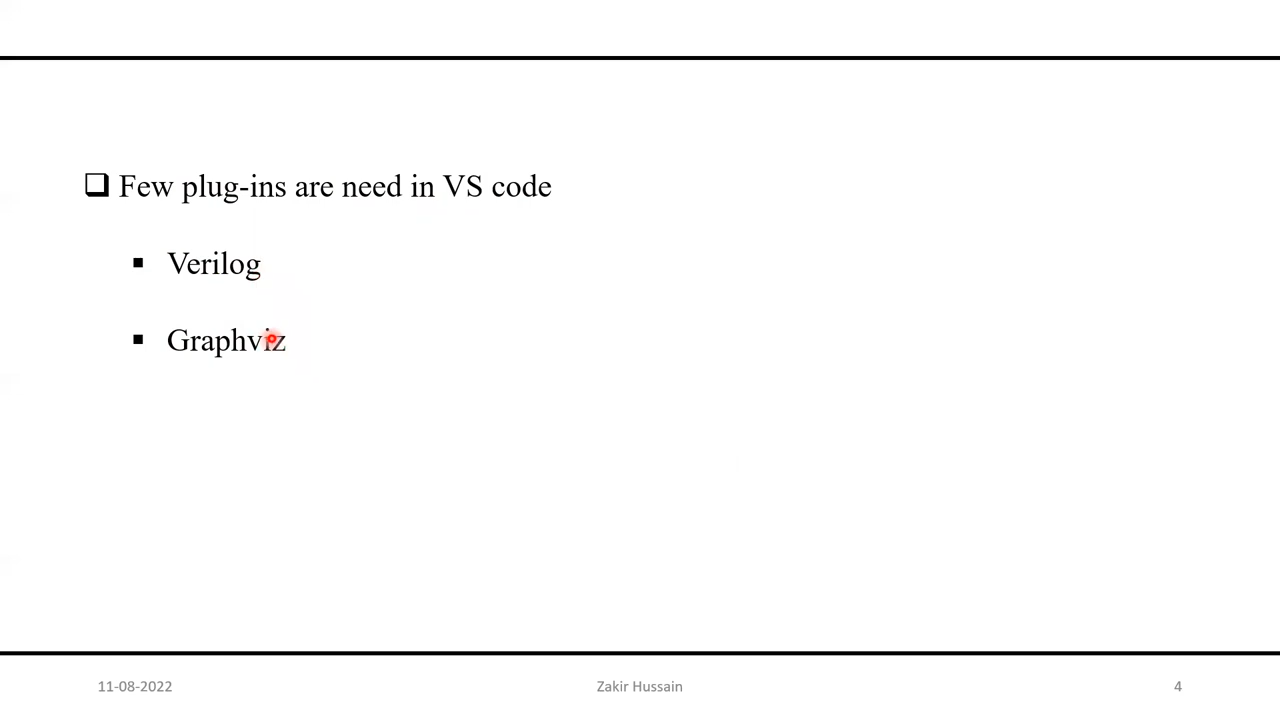 Few plug-ins are need in VS code
Verilog
Graphviz
11-08-2022
Zakir Hussain
4